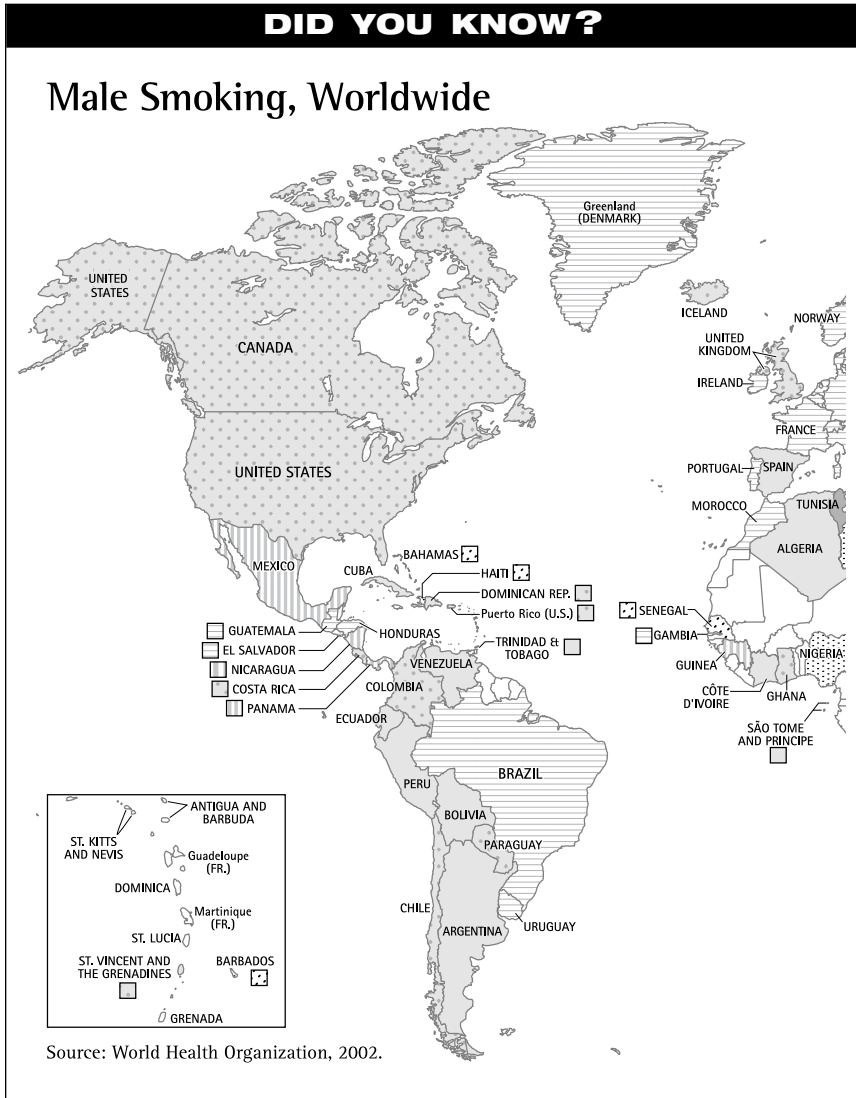 DID YOU KNOW?
Male Smoking, Worldwide
Greenland
(DENMARK)
UNITED
STATES
ICELAND
NORWAY
UNITED
KINGDOM
CANADA
IRELAND
FRANCE
UNITED STATES
PORTUGAL
SPAIN
MOROCCO
TUNISIA
ALGERIA
BAHAMAS
MEXICO
CUBA
HAITI
DOMINICAN REP.
Puerto Rico (U.S.)
SENEGAL
GUATEMALA
HONDURAS
GAMBIA
EL SALVADOR
TRINIDAD &
TOBAGO
NIGERIA
NICARAGUA
VENEZUELA
GUINEA
COSTA RICA
COLOMBIA
CÔTE
D'IVOIRE
GHANA
PANAMA
ECUADOR
SÃO TOME
AND PRINCIPE
BRAZIL
PERU
BOLIVIA
PARAGUAY
CHILE
URUGUAY
ARGENTINA
ANTIGUA AND
BARBUDA
ST. KITTS
AND NEVIS
Guadeloupe
(FR.)
DOMINICA
Martinique
(FR.)
ST. LUCIA
ST. VINCENT AND
THE GRENADINES
BARBADOS
GRENADA
Source: World Health Organization, 2002.